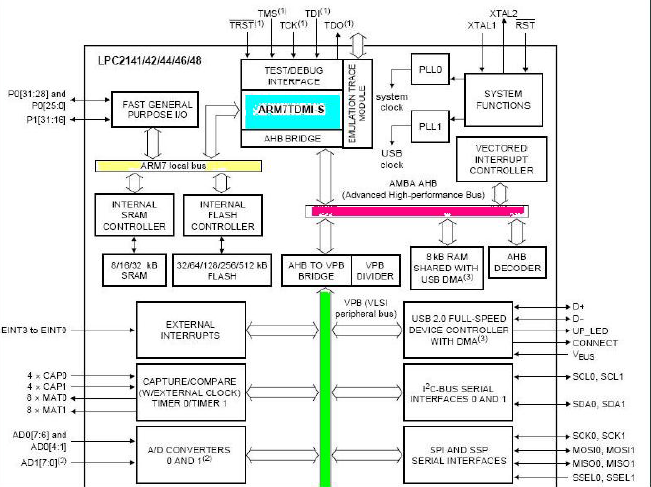 XTAL2
TMS(1) TDI(1)
XTAL1 RST
TRST(1) TCK(1) TDO(1)
LPC2141/42/44/46/48
TEST/DEBUG
INTERFACE
EMULATION TRACE
MODULE
PLL0
system
clock
SYSTEM
FUNCTIONS
P0[31:28] and
P0[25:0]
P1[31:16]
FAST GENERAL
PURPOSE I/O
ARM7TDMI-S
AHB BRIDGE
PLL1
USB
clock
VECTORED
INTERRUPT
CONTROLLER
ARM7 local bus
AMBA AHB
(Advanced High-performance Bus)
INTERNAL
SRAM
CONTROLLER
INTERNAL
FLASH
CONTROLLER
8/16/32 kB
SRAM
32/64/128/256/512 kB
FLASH
AHB TO VPB
BRIDGE
VPB
DIVIDER
8 kB RAM
SHARED WITH
USB DMA(3)
AHB
DECODER
VPB (VLSI
peripheral bus)
EINT3 to EINT0
EXTERNAL
INTERRUPTS
USB 2.0 FULL-SPEED
DEVICE CONTROLLER
WITH DMA(3)
D+
D−
UP_LED
CONNECT
VBUS
4 × CAP0
4 × CAP1
8 × MAT0
8 × MAT1
CAPTURE/COMPARE
(W/EXTERNAL CLOCK)
TIMER 0/TIMER 1
I2C-BUS SERIAL
INTERFACES 0 AND 1
SCL0, SCL1
SDA0, SDA1
AD0[7:6] and
AD0[4:1]
AD1[7:0](2)
A/D CONVERTERS
0 AND 1(2)
SPI AND SSP
SERIAL INTERFACES
SCK0, SCK1
MOSI0, MOSI1
MISO0, MISO1
SSEL0, SSEL1